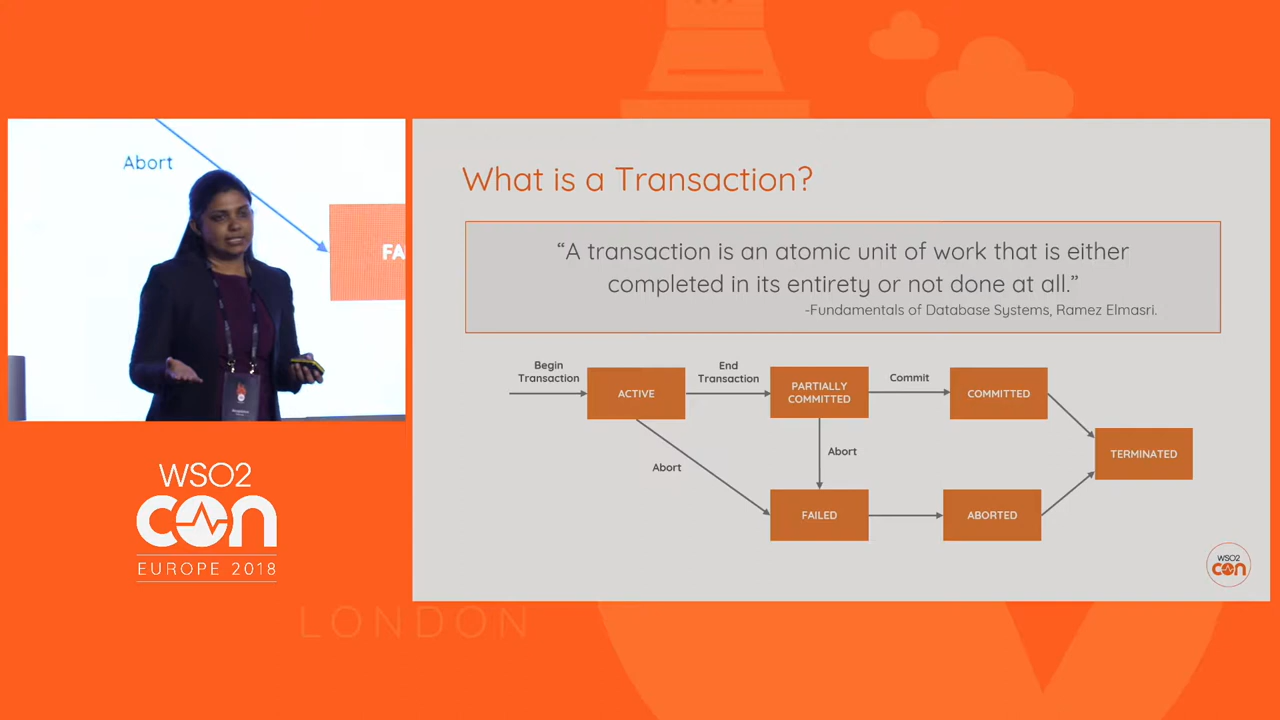 Abort
FA
What is a Transaction?
“A transaction is an atomic unit of work that is either
completed in its entirety or not done at all.”
-Fundamentals of Database Systems, Ramez Elmasri.
Begin
Transaction
End
Transaction
Commit
ACTIVE
PARTIALLY
COMMITTED
COMMITTED
Abort
Abort
TERMINATED
FAILED
ABORTED
WSO2
con
WSO2
con
EUROPE 2018
LONDON